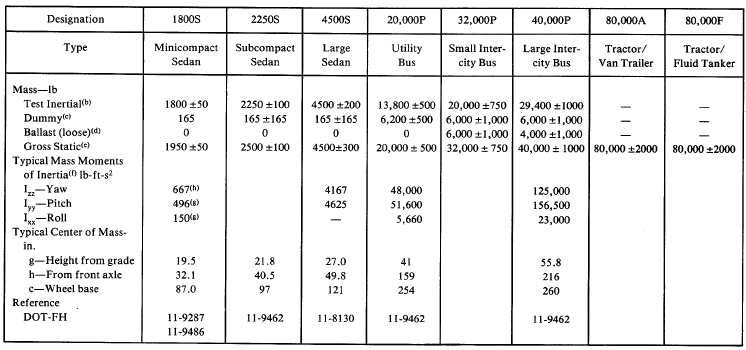 Designation 1800S 2250S 4500S 20,000P 32,000P 40,000P 80,000A 80,000F
Type Minicompact Subcompact Large Utility Small Inter- Large Inter- Tractor/ Tractor/
Sedan Sedan Sedan Bus city Bus city Bus Van Trailer Fluid Tanker
Mass—lb
Test Inertial(b) 1800 ±50 2250 ±100 4500 ±200 13,800 ±500 20,000 ±750 29,400 ±1000 — —
Dummy(c) 165 165 ±165 165 ±165 6,200 ±500 6,000 ±1,000 6,000 ±1,000 — —
Ballast (loose)(d) 0 0 0 0 6,000 ±1,000 4,000 ±1,000 — —
Gross Static(e) 1950 ±50 2500 ±100 4500±300 20,000 ± 500 32,000 ± 750 40,000 ± 1000 80,000 ±2000 80,000 ±2000
Typical Mass Moments
of Inertia(f) lb-ft-s2
Izz—Yaw 667(h) 4167 48,000 125,000
Iyy—Pitch 496(g) 4625 51,600 156,500
Ixx—Roll 150(g) — 5,660 23,000
Typical Center of Mass-
in.
g—Height from grade 19.5 21.8 27.0 41 55.8
h—From front axle 32.1 40.5 49.8 159 216
c—Wheel base 87.0 97 121 254 260
Reference
DOT-FH 11-9287 11-9462 11-8130 11-9462 11-9462
11-9486